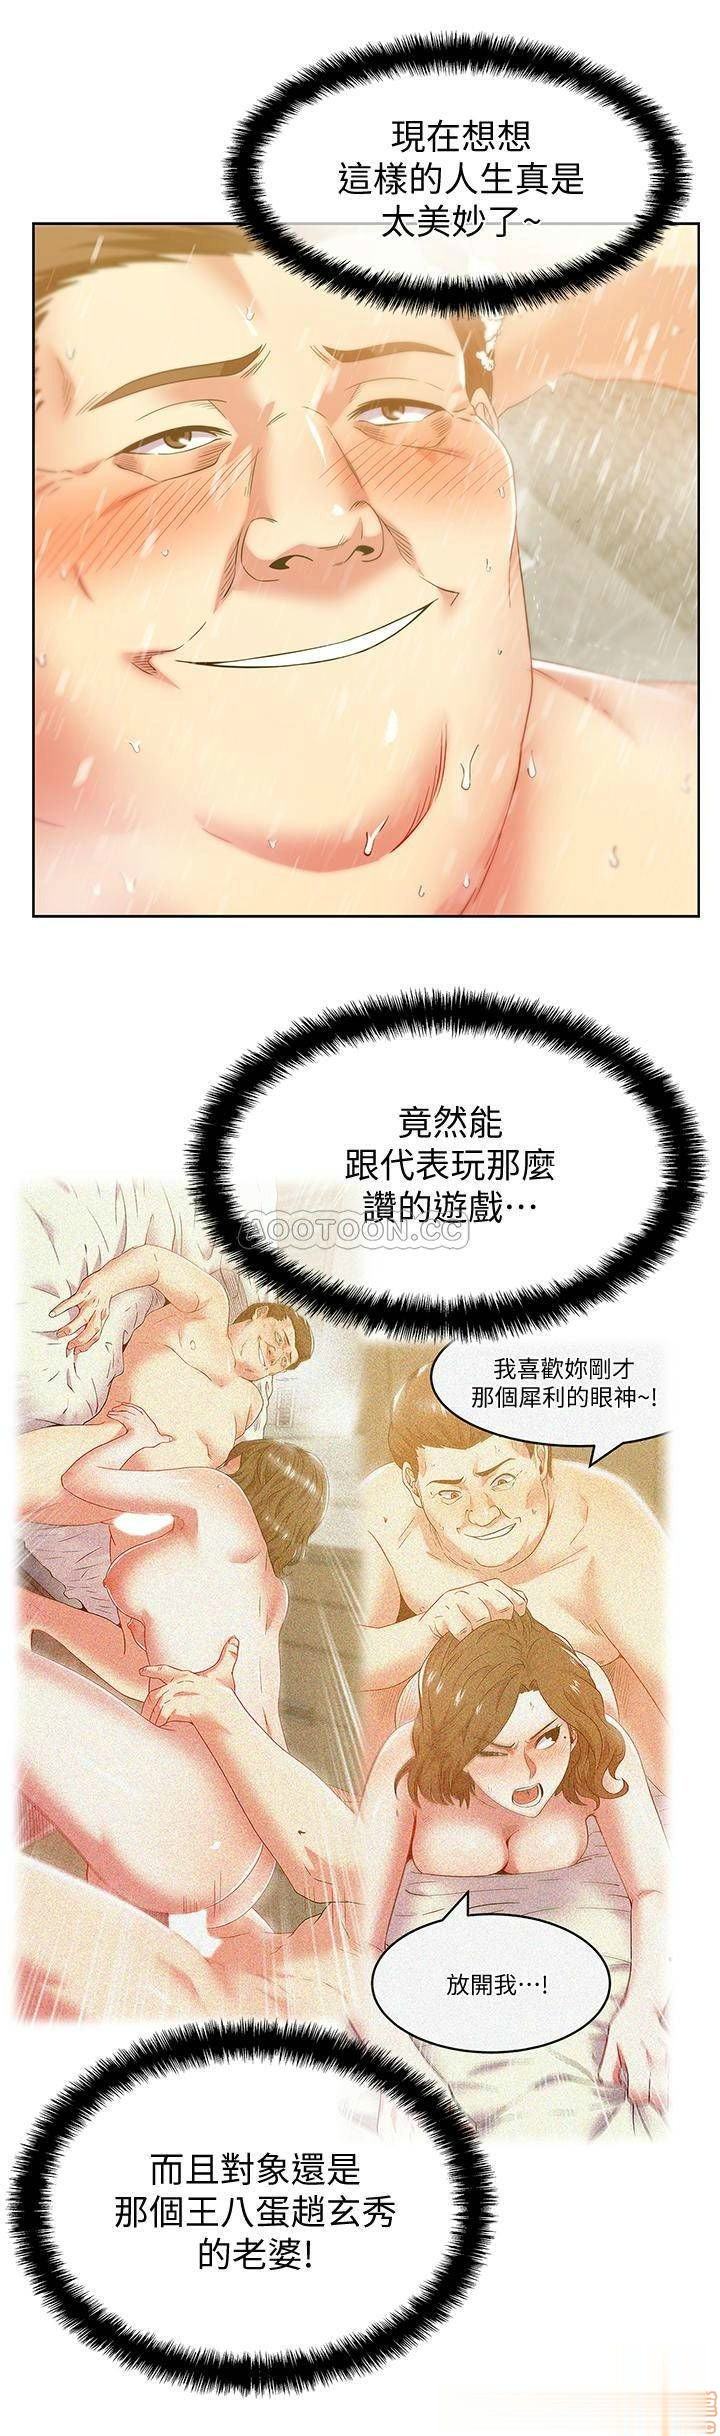 現在想想
這樣的人生真是
太美妙了~
竟然能
跟代表玩那麼
讚的遊戲⋯
AOOTOON.CC
我喜歡妳剛才
那個犀利的眼神~!
放開我⋯!
而且對象還是
那個王八蛋趙玄秀
的老婆!